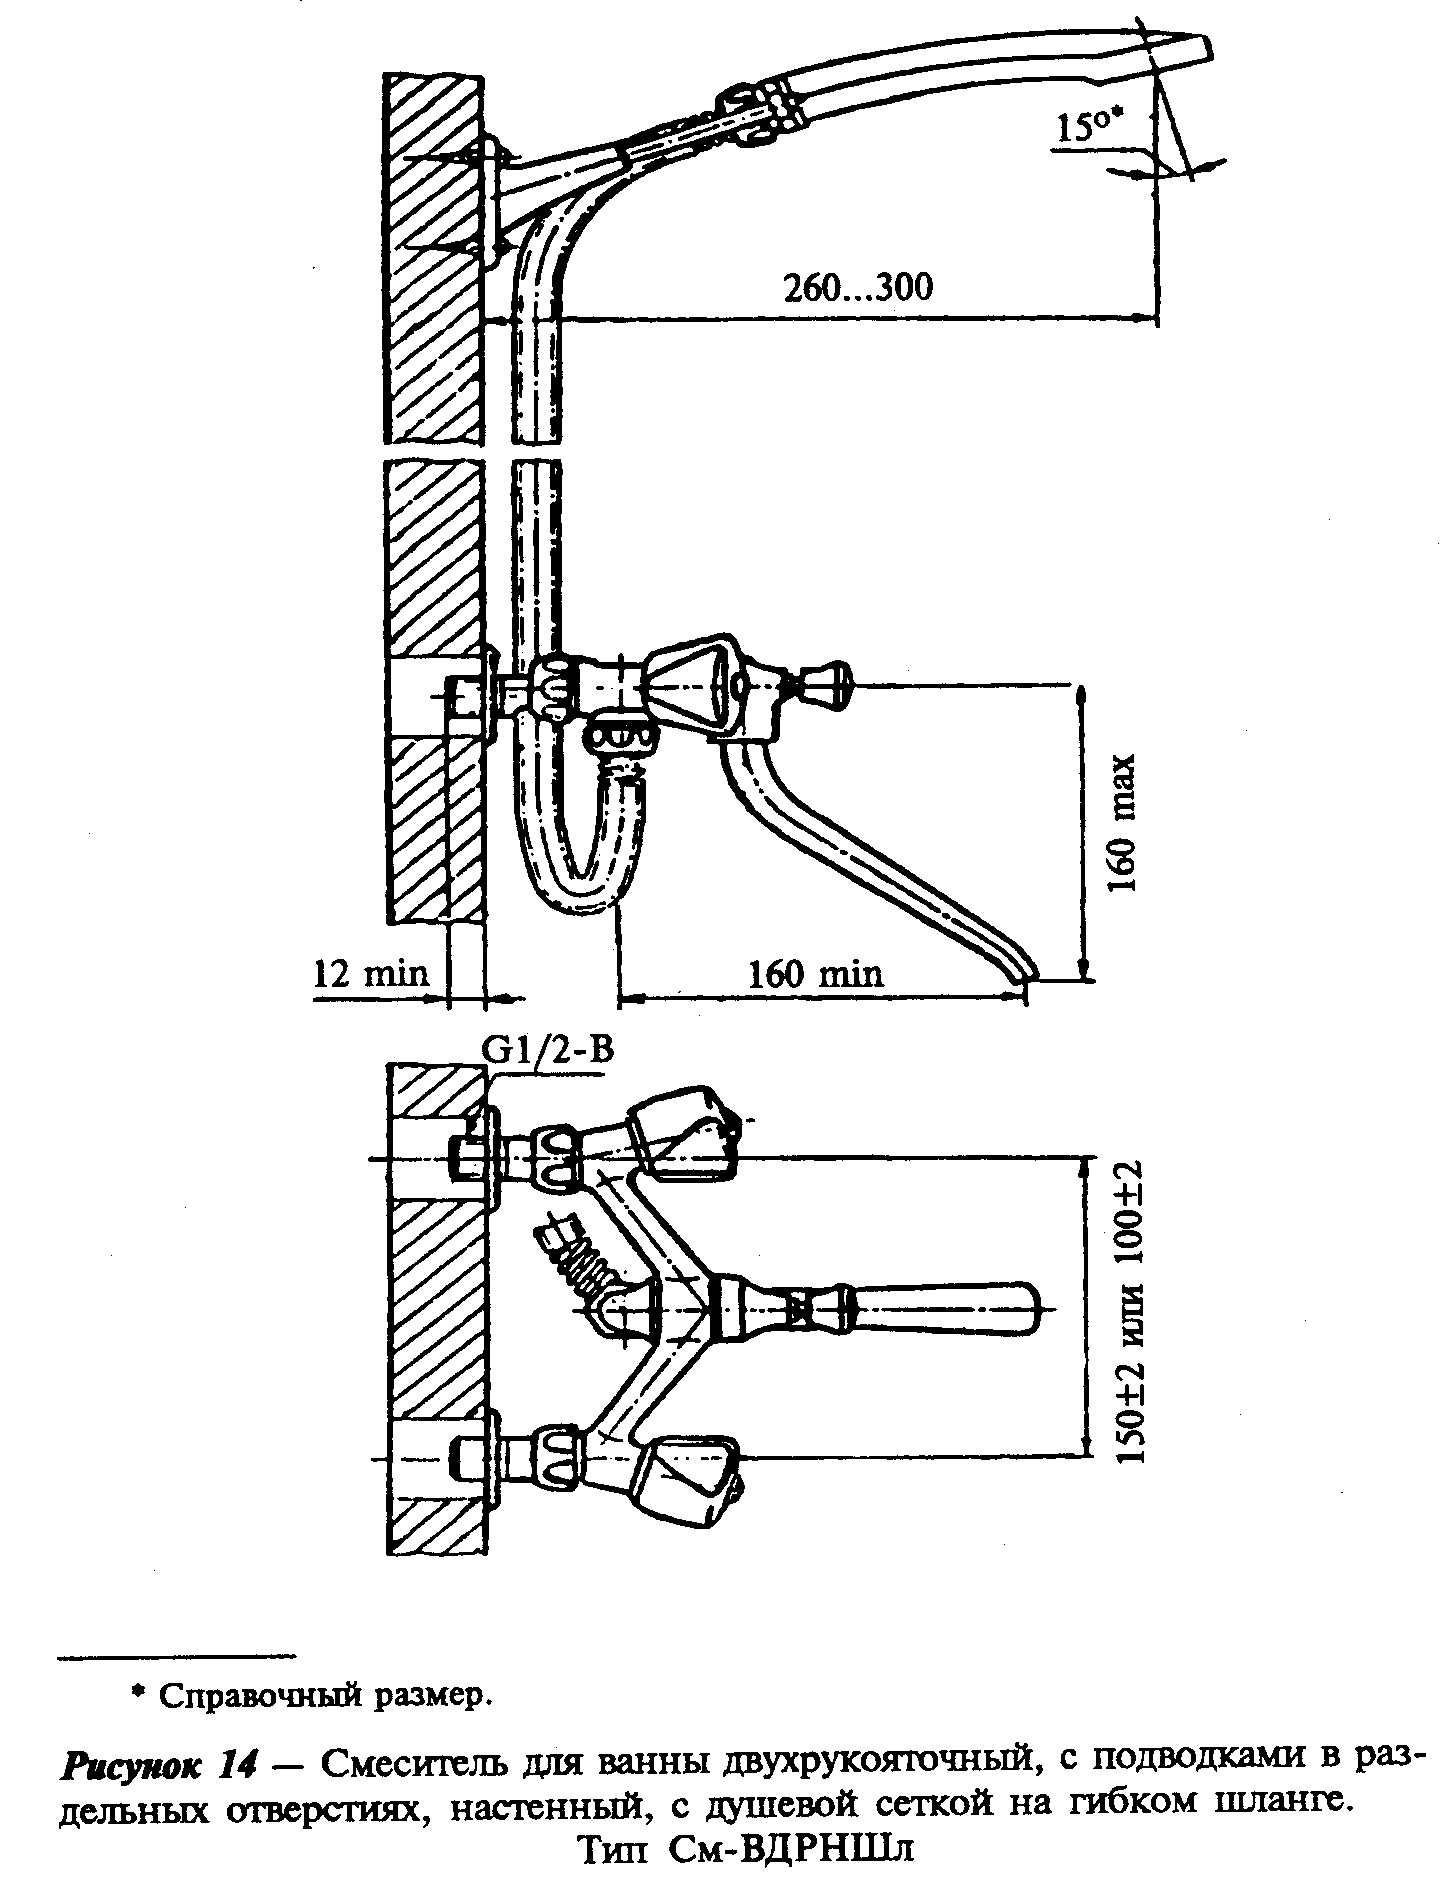 15°*
260...300
160 max
12 min
160 min
G1/2-B
150±2 или 100±2
* Справочный размер.
Рисунок 14 — Смеситель для ванны двухрукояточный, с подводками в раз-
дельных отверстиях, настенный, с душевой сеткой на гибком шланге.
Тип См-ВДРНШл